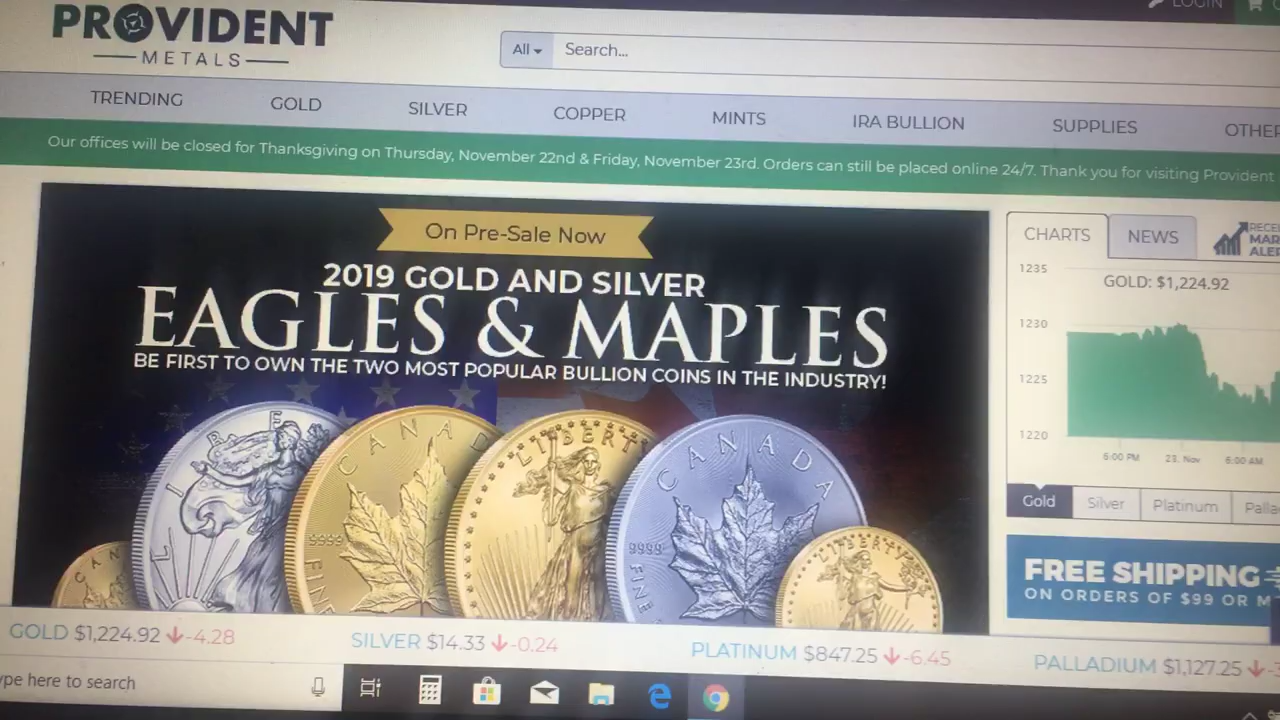 PROVIDENT
METALS
LOGIN
All Search...
TRENDING GOLD SILVER COPPER MINTS IRA BULLION SUPPLIES OTHER
Our offices will be closed for Thanksgiving on Thursday, November 22nd & Friday, November 23rd. Orders can still be placed online 24/7. Thank you for visiting Provident
On Pre-Sale Now
2019 GOLD AND SILVER
EAGLES & MAPLES
BE FIRST TO OWN THE TWO MOST POPULAR BULLION COINS IN THE INDUSTRY!
LIBE
CANADA
LIBERTY
CANADA
LIBERTY
CAN
9999
FINE
9999
FINE
CHARTS NEWS
1235
GOLD: $1,224.92
1230
1225
1220
6:00 PM 23. Nov 6:00 AM
Gold Silver Platinum Palla
FREE SHIPPING
ON ORDERS OF $99 OR M
GOLD $1,224.92 -4.28 SILVER $14.33 -0.24 PLATINUM $847.25 -6.45 PALLADIUM $1,127.25
ype here to search